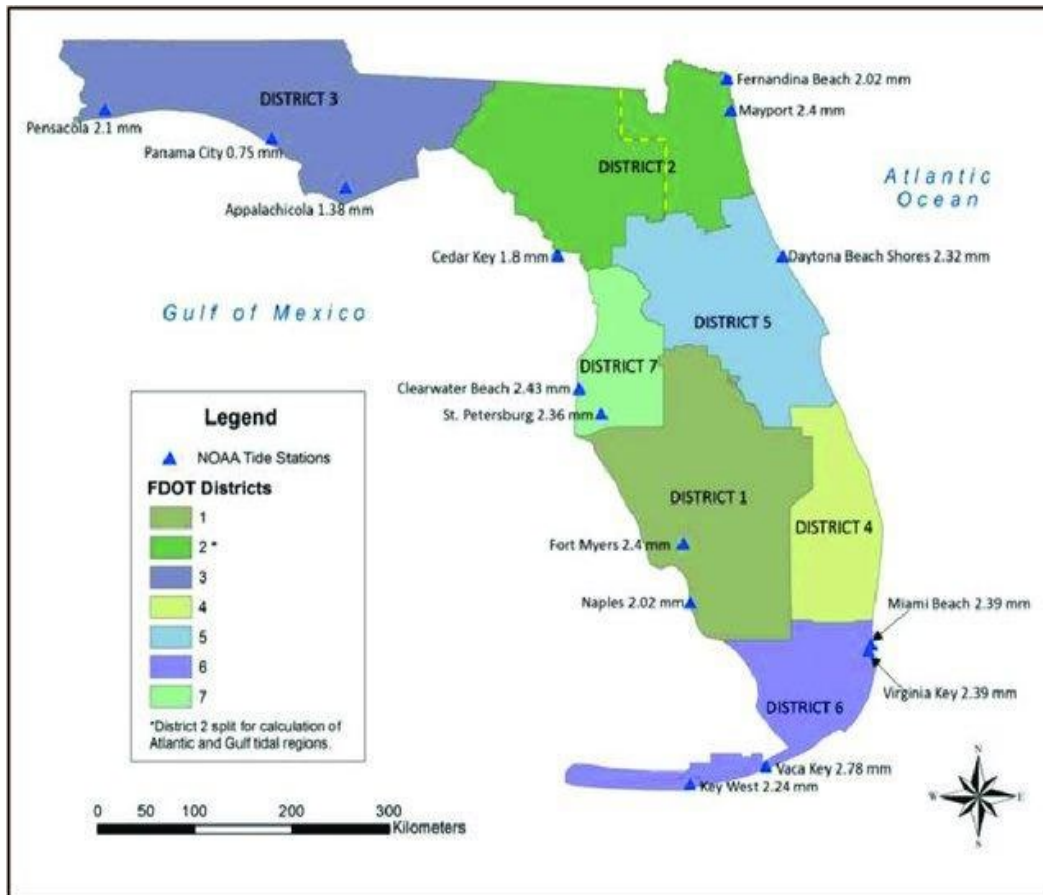 DISTRICT 3
Fernandina Beach 2.02 mm
Mayport 2.4 mm
Pensacola 2.1 mm
Panama City 0.75 mm
DISTRICT 2
Atlantic
Ocean
Appalachicola 1.38 mm
Cedar Key 1.8 mm
Daytona Beach Shores 2.32 mm
Gulf of Mexico
DISTRICT 5
DISTRICT 7
Clearwater Beach 2.43 mm
St. Petersburg 2.36 mm
DISTRICT 1
DISTRICT 4
Fort Myers 2.4 mm
Naples 2.02 mm
Miami Beach 2.39 mm
Virginia Key 2.39 mm
DISTRICT 6
Vaca Key 2.78 mm
Key West 2.24 mm
Legend
NOAA Tide Stations
FDOT Districts
1
2 *
3
4
5
6
7
*District 2 split for calculation of
Atlantic and Gulf tidal regions.
0 50 100 200 300
Kilometers
N
W E
S